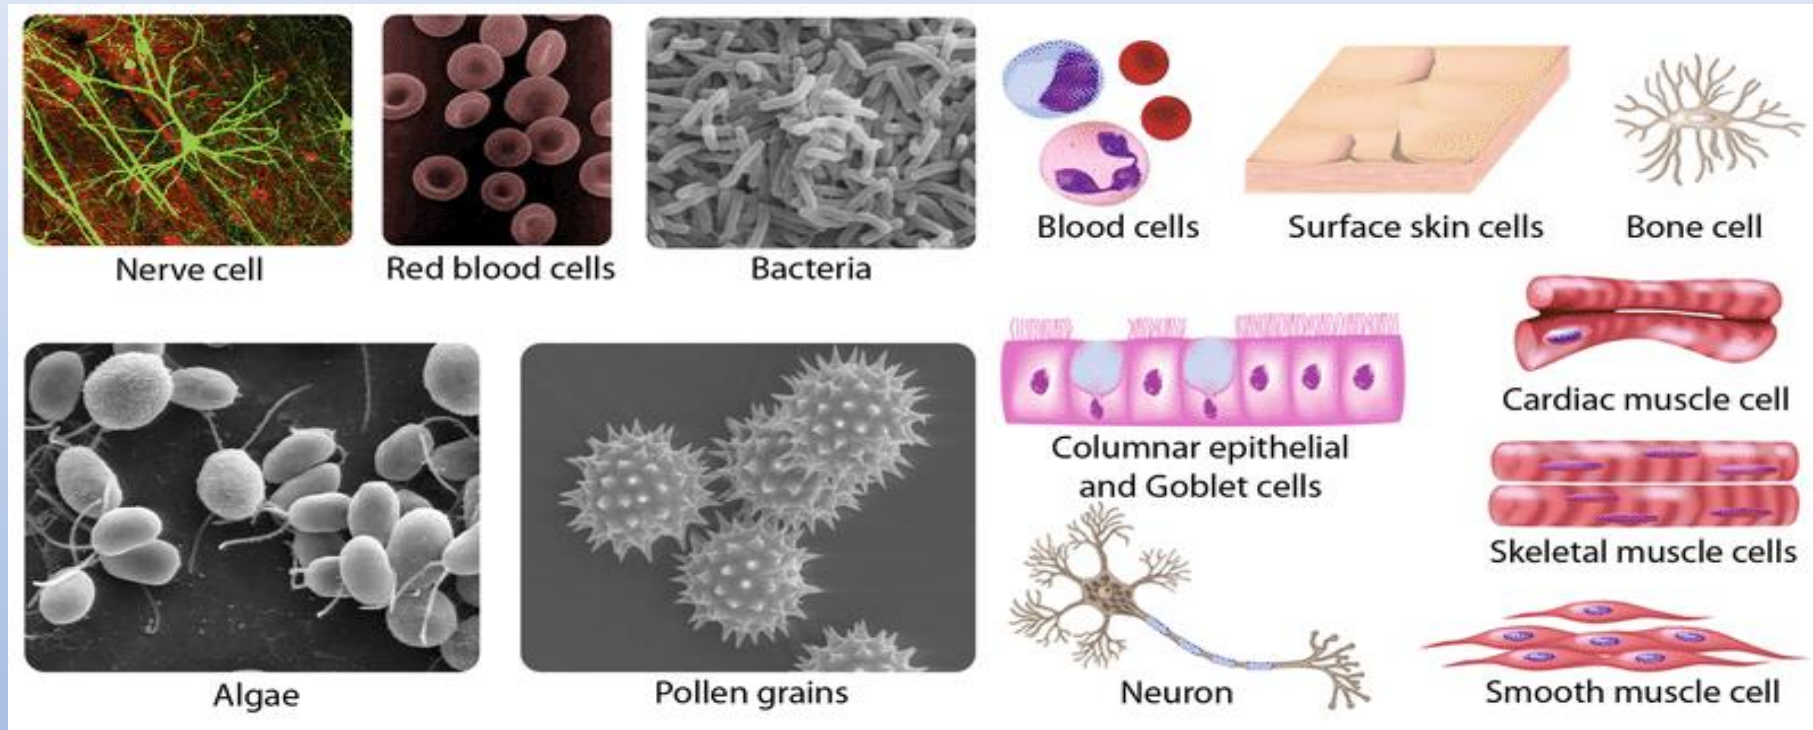 Nerve cell
Red blood cells
Bacteria
Blood cells
Surface skin cells
Bone cell
Columnar epithelial
and Goblet cells
Cardiac muscle cell
Skeletal muscle cells
Algae
Pollen grains
Neuron
Smooth muscle cell